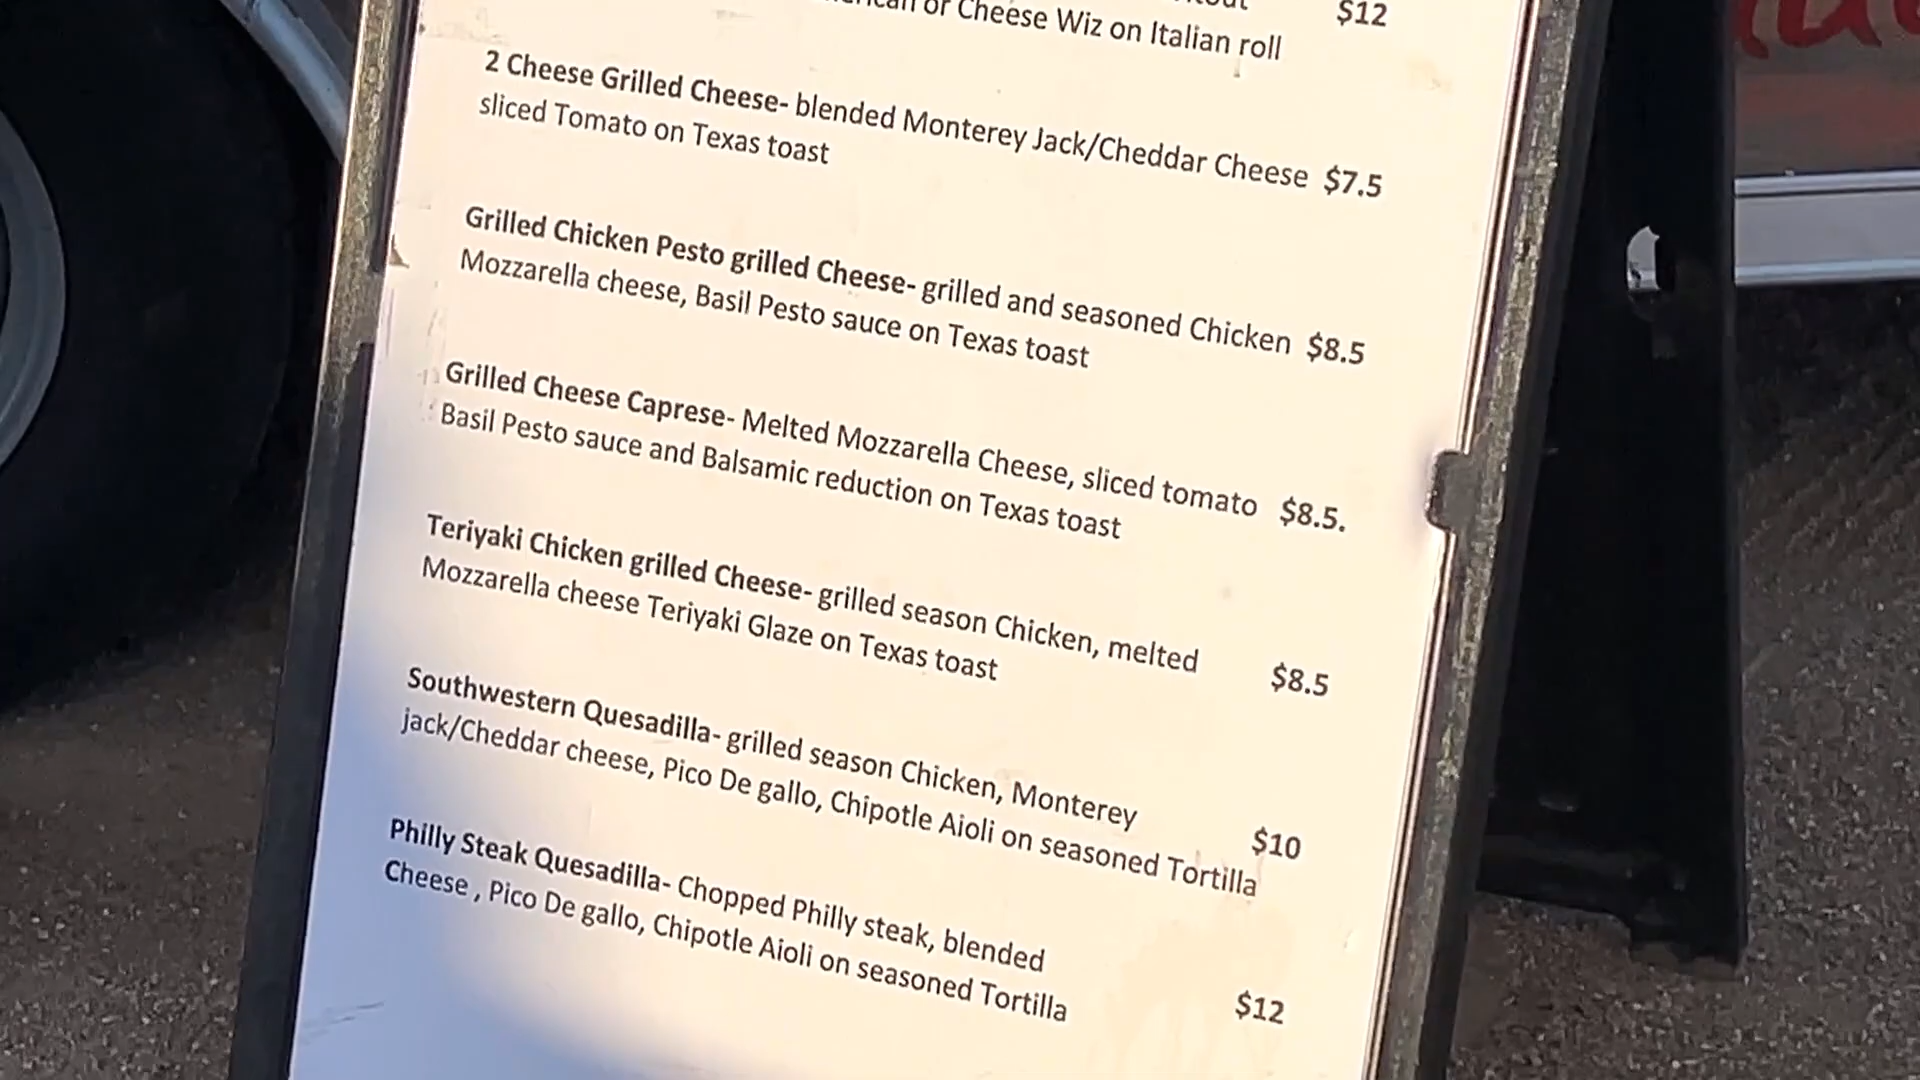 $12
or Cheese Wiz on Italian roll
2 Cheese Grilled Cheese- blended Monterey Jack/Cheddar Cheese $7.5
sliced Tomato on Texas toast
Grilled Chicken Pesto grilled Cheese- grilled and seasoned Chicken $8.5
Mozzarella cheese, Basil Pesto sauce on Texas toast
Grilled Cheese Caprese- Melted Mozzarella Cheese, sliced tomato $8.5.
Basil Pesto sauce and Balsamic reduction on Texas toast
Teriyaki Chicken grilled Cheese- grilled season Chicken, melted $8.5
Mozzarella cheese Teriyaki Glaze on Texas toast
Southwestern Quesadilla- grilled season Chicken, Monterey $10
jack/Cheddar cheese, Pico De gallo, Chipotle Aioli on seasoned Tortilla
Philly Steak Quesadilla- Chopped Philly steak, blended $12
Cheese , Pico De gallo, Chipotle Aioli on seasoned Tortilla